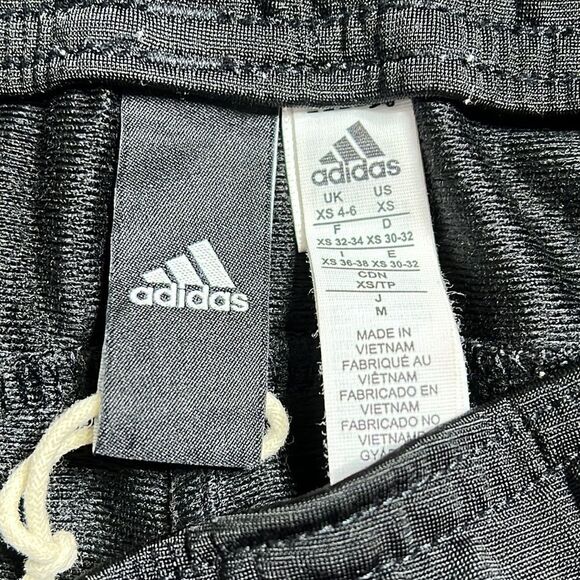 adidas
adidas
UK US
XS 4-6 XS
F D
XS 32-34 XS 30-32
I E
XS 36-38 XS 30-32
CDN
XS/TP
J
M
MADE IN
VIETNAM
FABRIQUÉ AU
VIÊTNAM
FABRICADO EN
VIETNAM
FABRICADO NO
VIETNAM